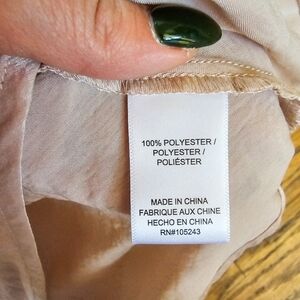 100% POLYESTER /
POLYESTER /
POLIÉSTER
MADE IN CHINA
FABRIQUE AUX CHINE
HECHO EN CHINA
RN#105243